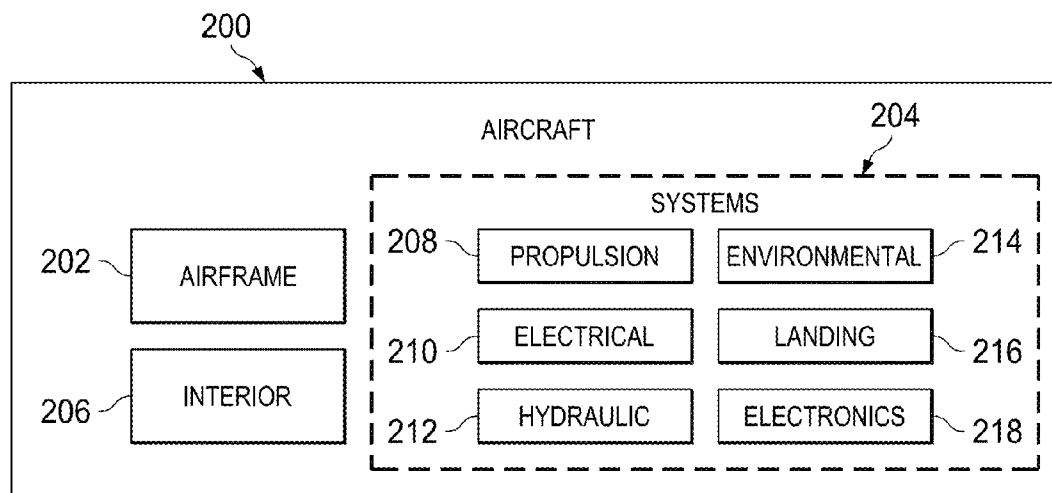 200
AIRCRAFT
204
SYSTEMS
202
AIRFRAME
208
PROPULSION
ENVIRONMENTAL
214
210
ELECTRICAL
LANDING
216
206
INTERIOR
212
HYDRAULIC
ELECTRONICS
218